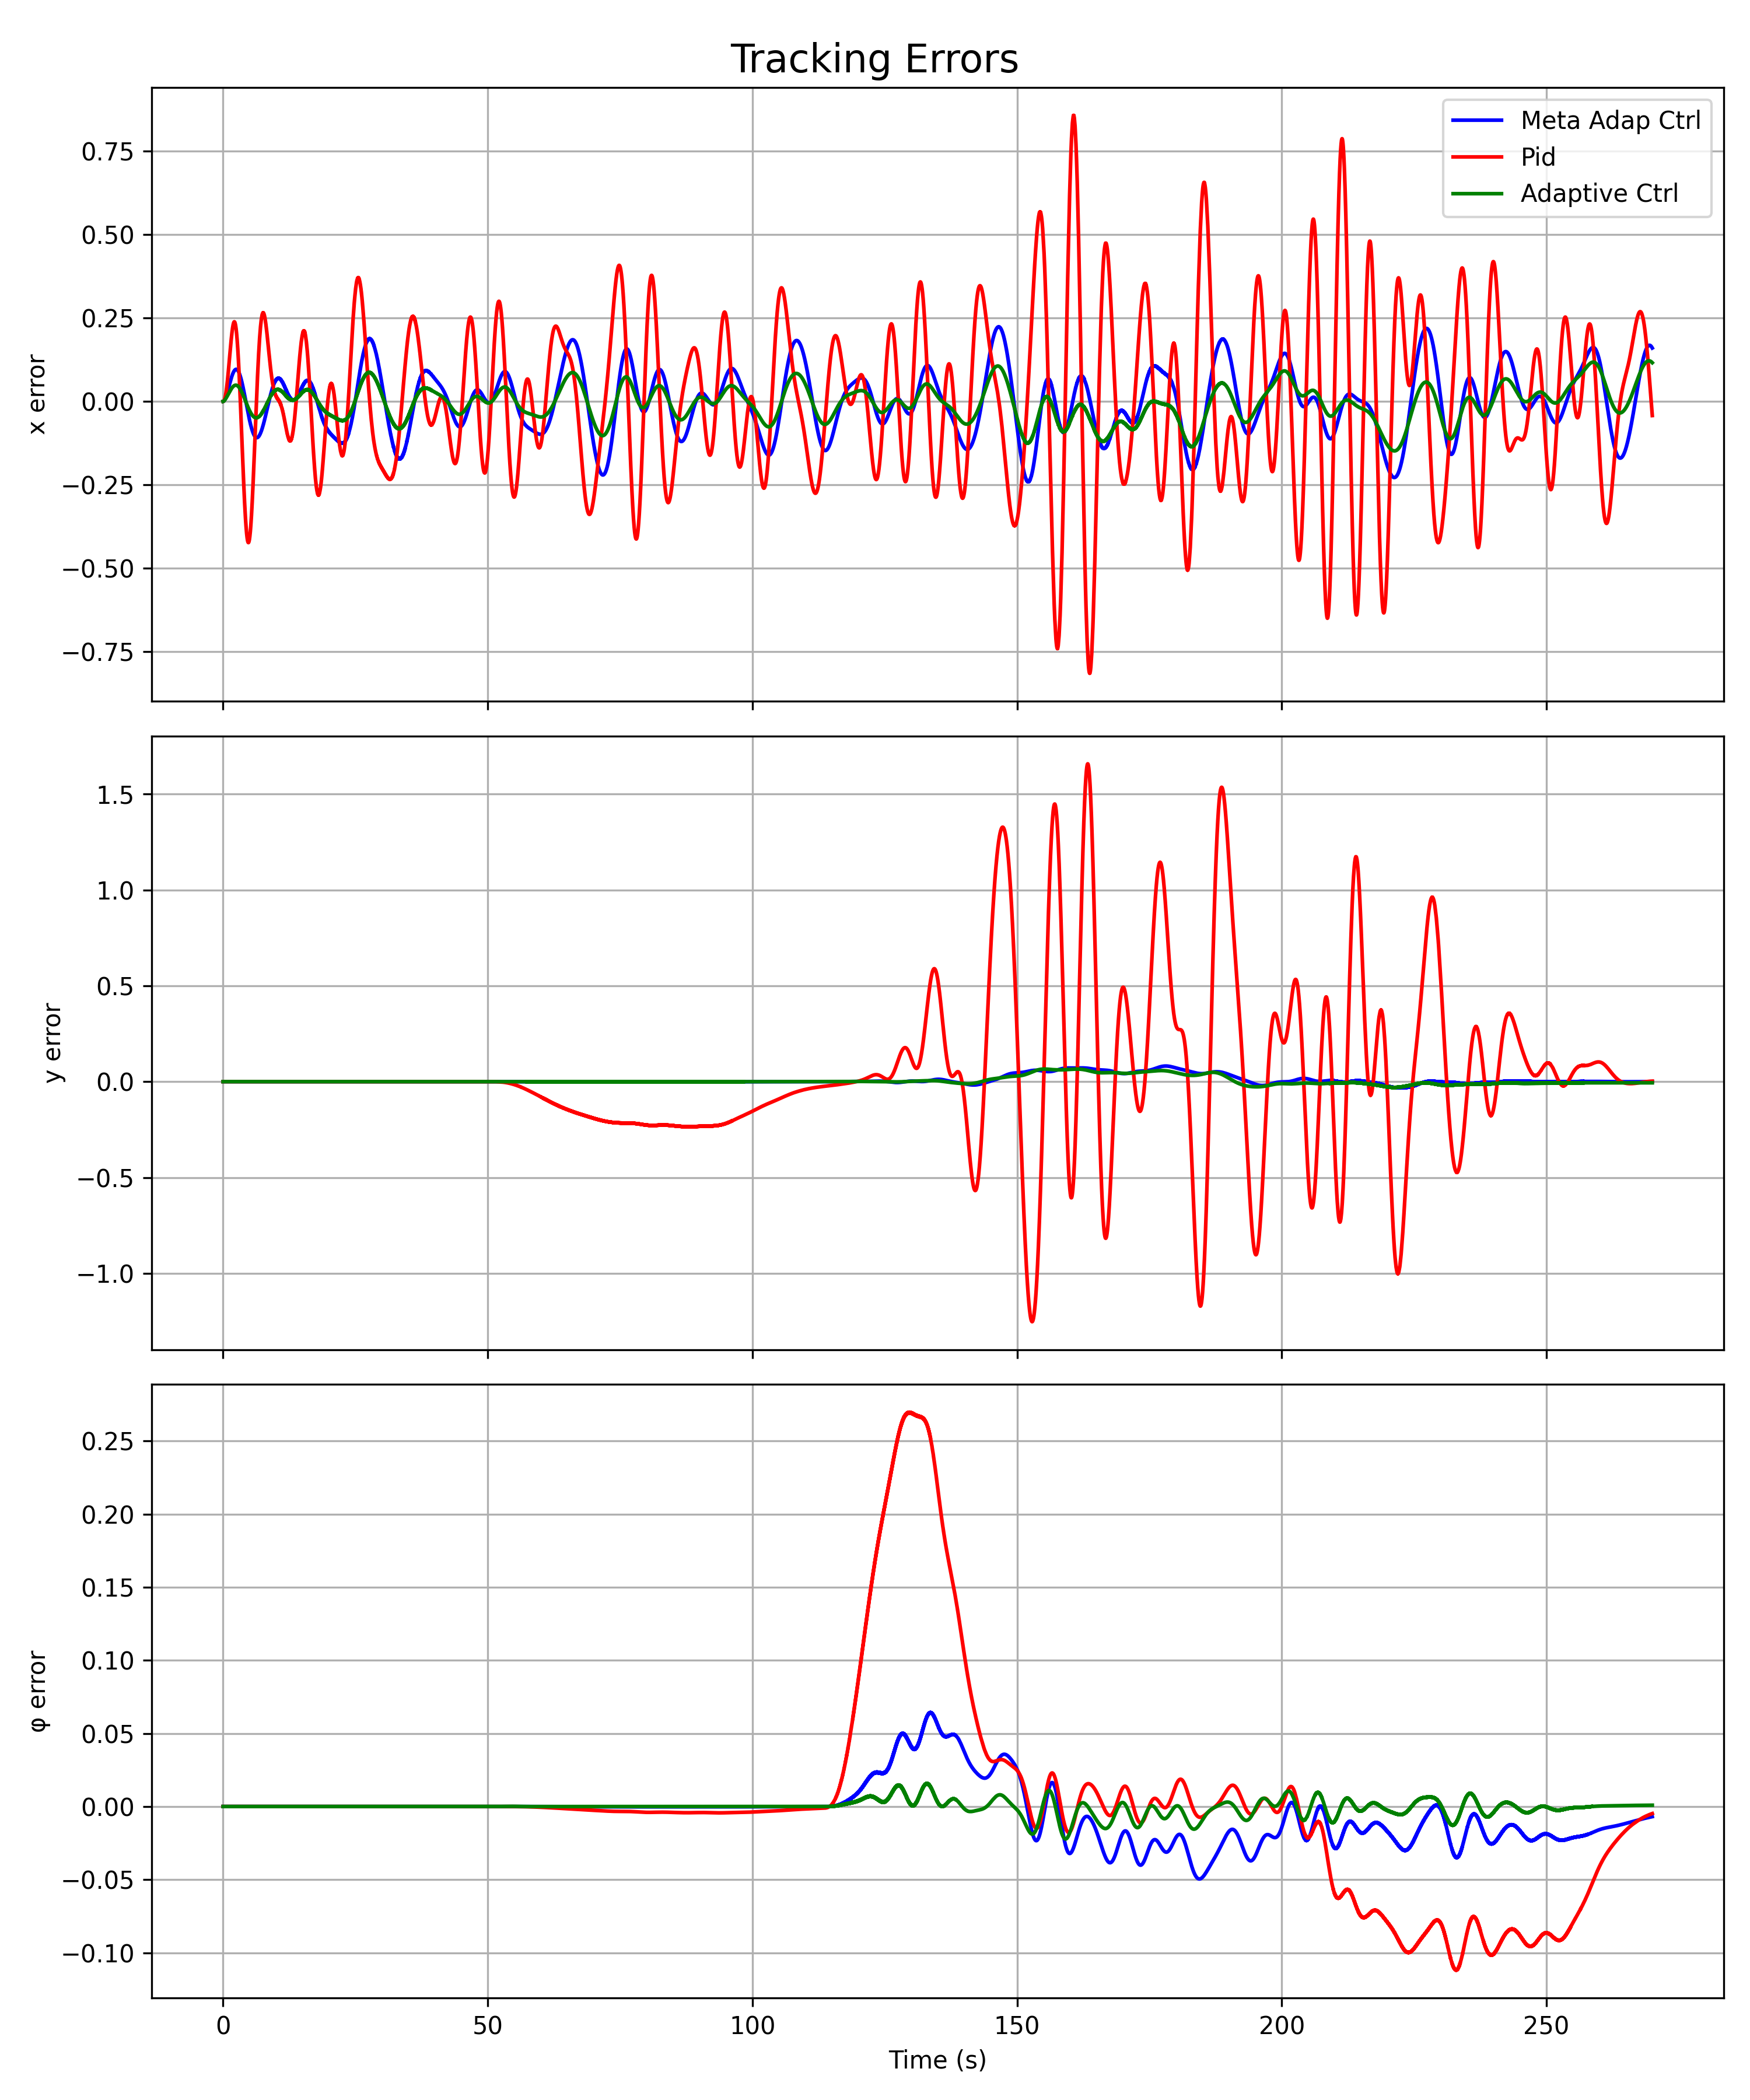 Tracking Errors
Meta Adap Ctrl
Pid
Adaptive Ctrl
x error
0.75
0.50
0.25
0.00
−0.25
−0.50
−0.75
y error
1.5
1.0
0.5
0.0
−0.5
−1.0
φ error
0.25
0.20
0.15
0.10
0.05
0.00
−0.05
−0.10
0 50 100 150 200 250
Time (s)